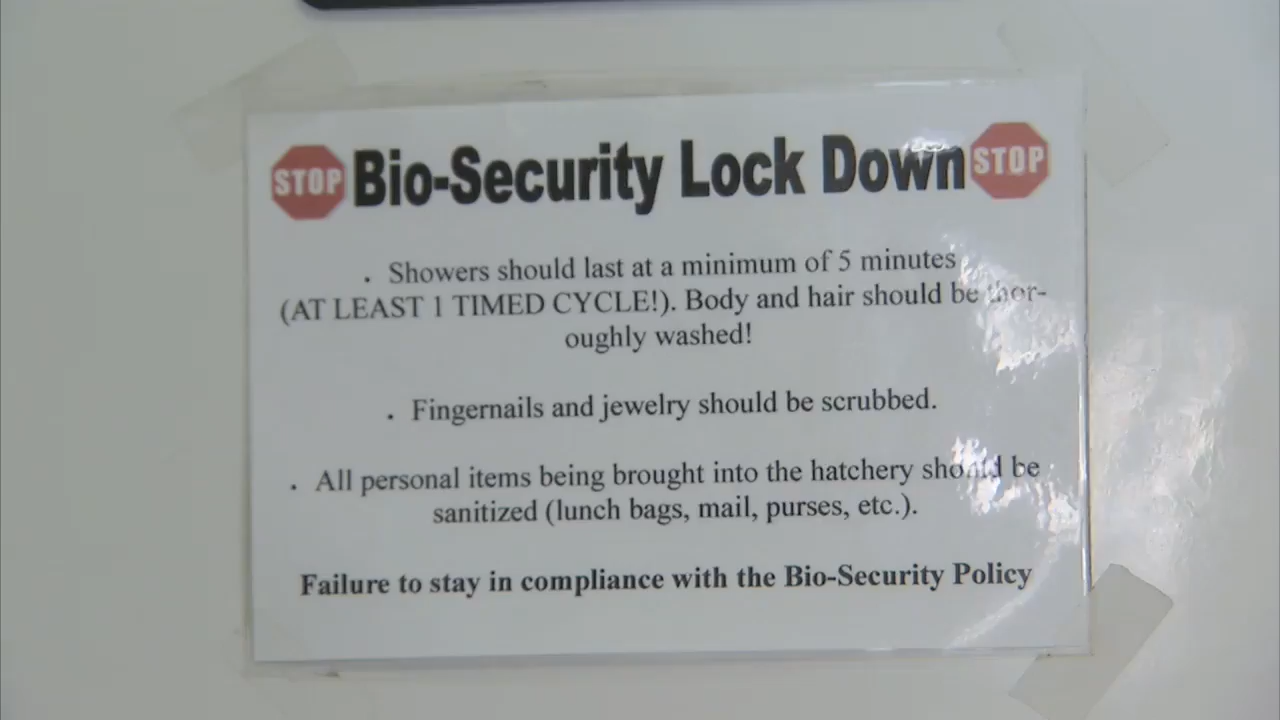 STOP Bio-Security Lock Down STOP
. Showers should last at a minimum of 5 minutes
(AT LEAST 1 TIMED CYCLE!). Body and hair should be thor-
oughly washed!
. Fingernails and jewelry should be scrubbed.
. All personal items being brought into the hatchery should be
sanitized (lunch bags, mail, purses, etc.).
Failure to stay in compliance with the Bio-Security Policy